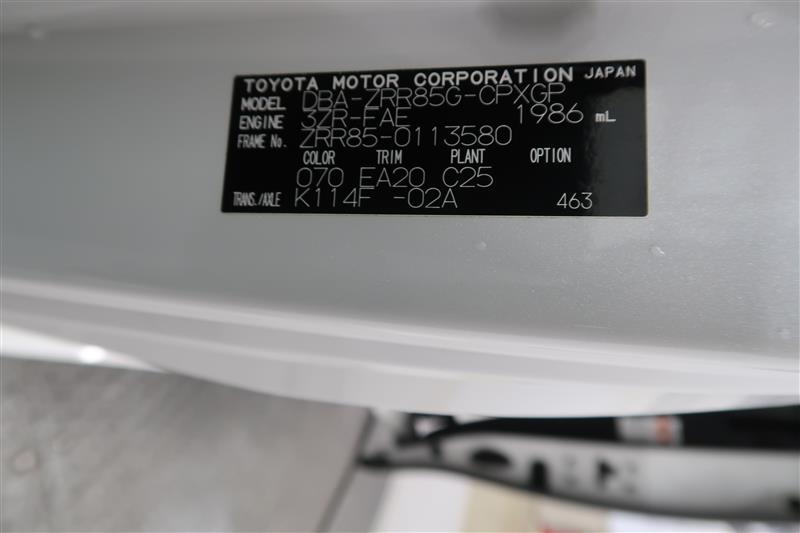 TOYOTA MOTOR CORPORATION JAPAN
MODEL DBA-ZRR85G-CPXGP
ENGINE 3ZR-FAE 1986 mL
FRAME No. ZRR85-0113580
COLOR TRIM PLANT OPTION
070 EA20 C25
TRANS./AXLE K114F -02A 463